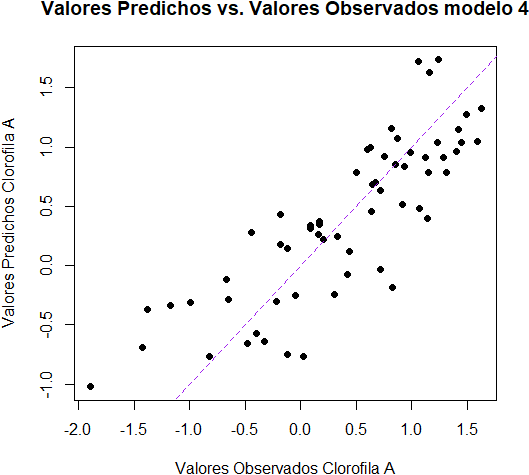 Valores Predichos vs. Valores Observados modelo 4
Valores Predichos Clorofila A
1.5
1.0
0.5
0.0
-0.5
-1.0
-2.0 -1.5 -1.0 -0.5 0.0 0.5 1.0 1.5
Valores Observados Clorofila A